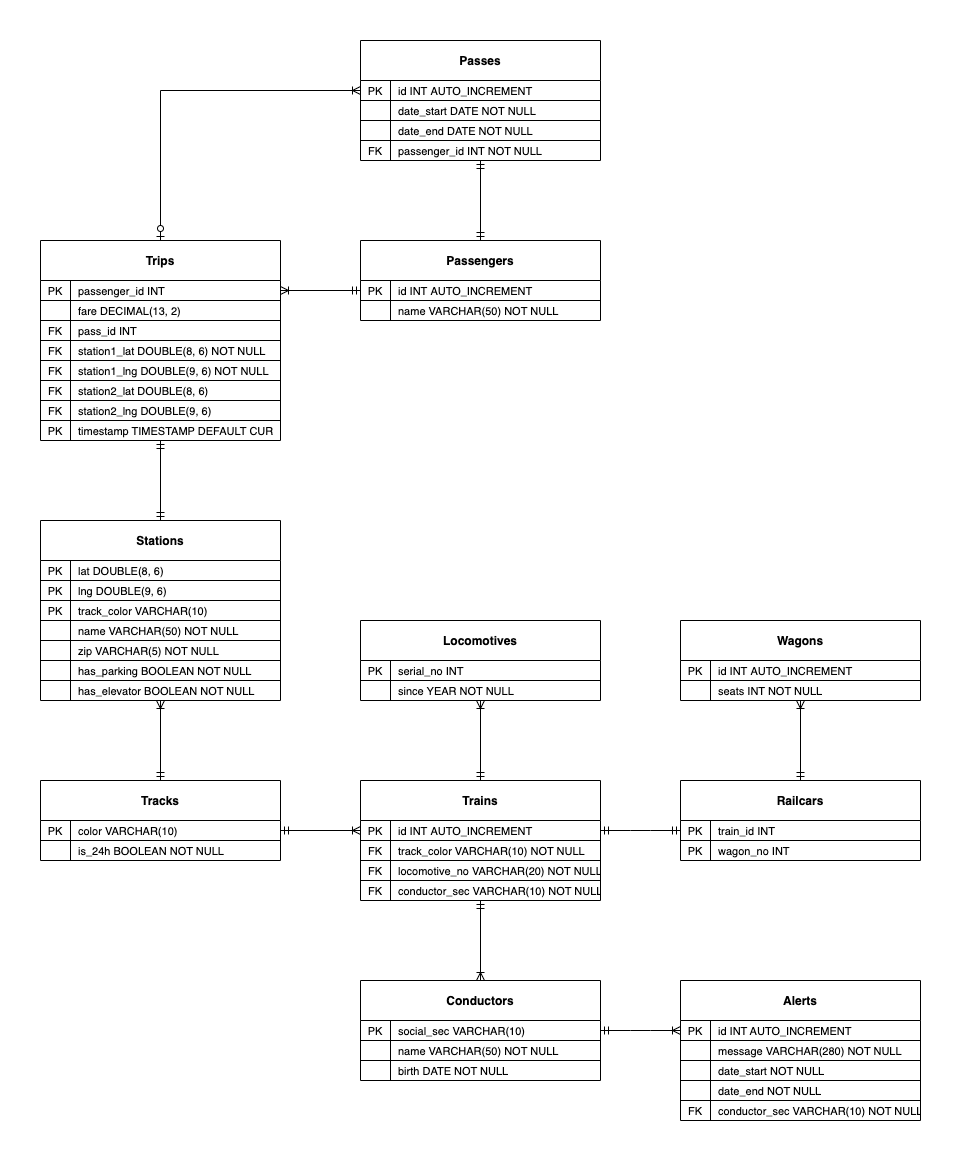 Passes
PK id INT AUTO_INCREMENT
date_start DATE NOT NULL
date_end DATE NOT NULL
FK passenger_id INT NOT NULL
Trips
PK passenger_id INT
fare DECIMAL(13, 2)
FK pass_id INT
FK station1_lat DOUBLE(8, 6) NOT NULL
FK station1_lng DOUBLE(9, 6) NOT NULL
FK station2_lat DOUBLE(8, 6)
FK station2_lng DOUBLE(9, 6)
PK timestamp TIMESTAMP DEFAULT CUR
Passengers
PK id INT AUTO_INCREMENT
name VARCHAR(50) NOT NULL
Stations
PK lat DOUBLE(8, 6)
PK lng DOUBLE(9, 6)
PK track_color VARCHAR(10)
name VARCHAR(50) NOT NULL
zip VARCHAR(5) NOT NULL
has_parking BOOLEAN NOT NULL
has_elevator BOOLEAN NOT NULL
Locomotives
PK serial_no INT
since YEAR NOT NULL
Wagons
PK id INT AUTO_INCREMENT
seats INT NOT NULL
Tracks
PK color VARCHAR(10)
is_24h BOOLEAN NOT NULL
Trains
PK id INT AUTO_INCREMENT
FK track_color VARCHAR(10) NOT NULL
FK locomotive_no VARCHAR(20) NOT NULL
FK conductor_sec VARCHAR(10) NOT NULL
Railcars
PK train_id INT
PK wagon_no INT
Conductors
PK social_sec VARCHAR(10)
name VARCHAR(50) NOT NULL
birth DATE NOT NULL
Alerts
PK id INT AUTO_INCREMENT
message VARCHAR(280) NOT NULL
date_start NOT NULL
date_end NOT NULL
FK conductor_sec VARCHAR(10) NOT NULL